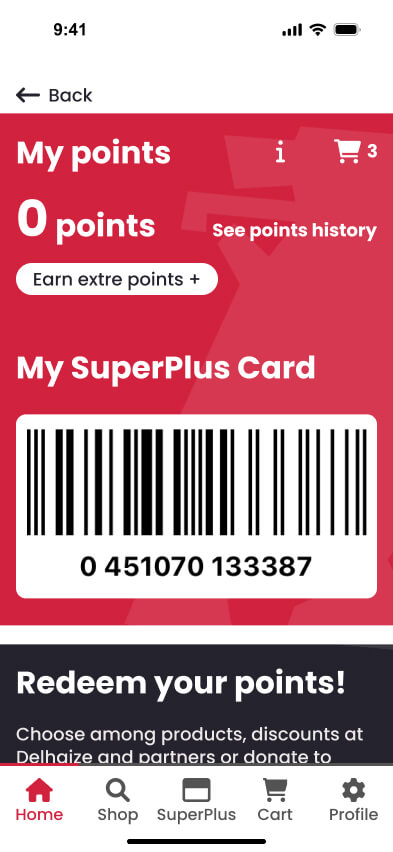 9:41
Back
My points
3
0 points
See points history
Earn extre points +
My SuperPlus Card
0 451070 133387
Redeem your points!
Choose among products, discounts at
Delhaize and partners or donate to
Home Shop SuperPlus Cart Profile